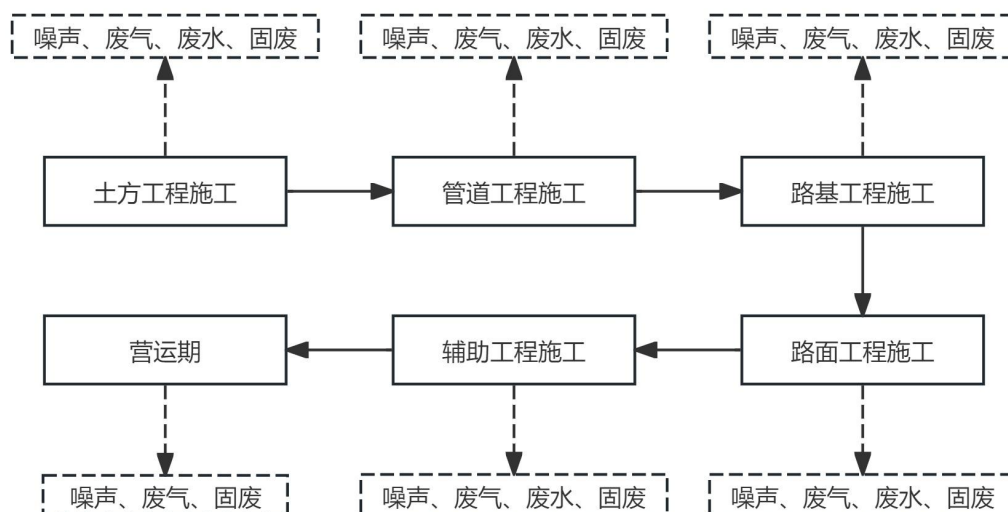 噪声、废气、废水、固废
噪声、废气、废水、固废
噪声、废气、废水、固废
土方工程施工
管道工程施工
路基工程施工
营运期
辅助工程施工
路面工程施工
噪声、废气、固废
噪声、废气、废水、固废
噪声、废气、废水、固废